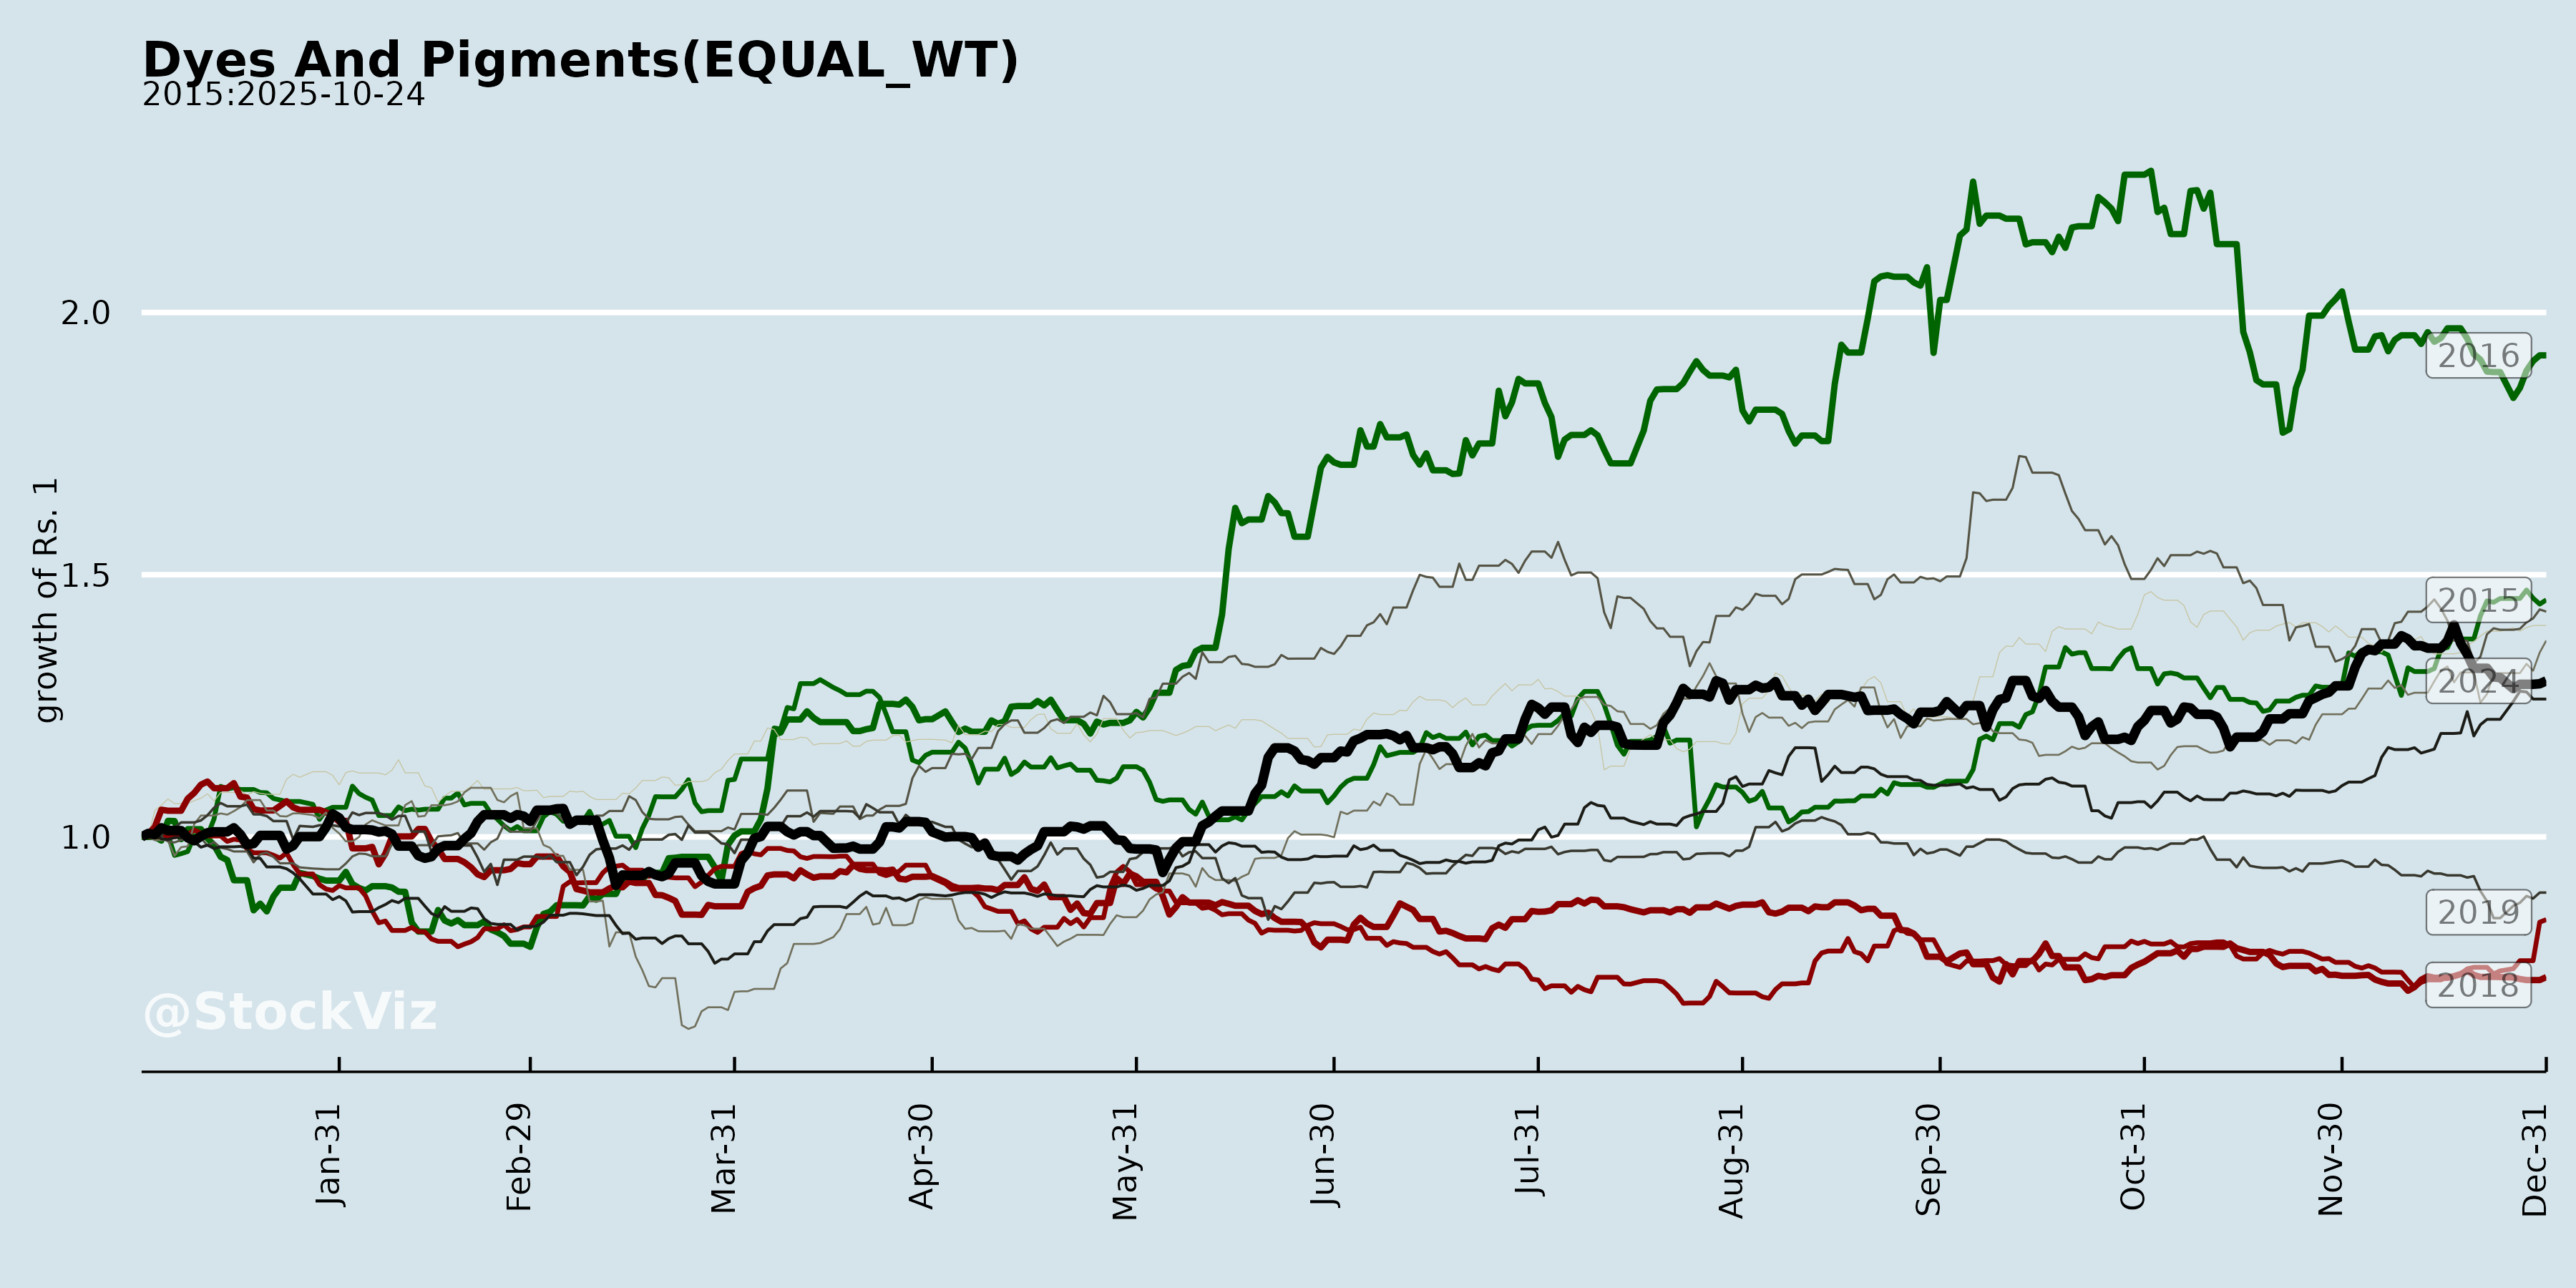 Dyes And Pigments(EQUAL_WT)
2015:2025-10-24
growth of Rs. 1
2.0
1.5
1.0
2016
2015
2024
2019
2018
@StockViz
Jan-31
Feb-29
Mar-31
Apr-30
May-31
Jun-30
Jul-31
Aug-31
Sep-30
Oct-31
Nov-30
Dec-31